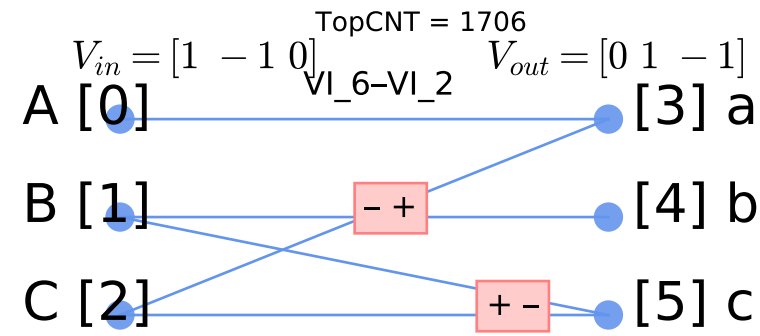 TopCNT = 1706
V_in = [1 −1 0] V_out = [0 1 −1]
VI_6–VI_2
A [0] [3] a
– +
B [1] [4] b
+ –
C [2] [5] c